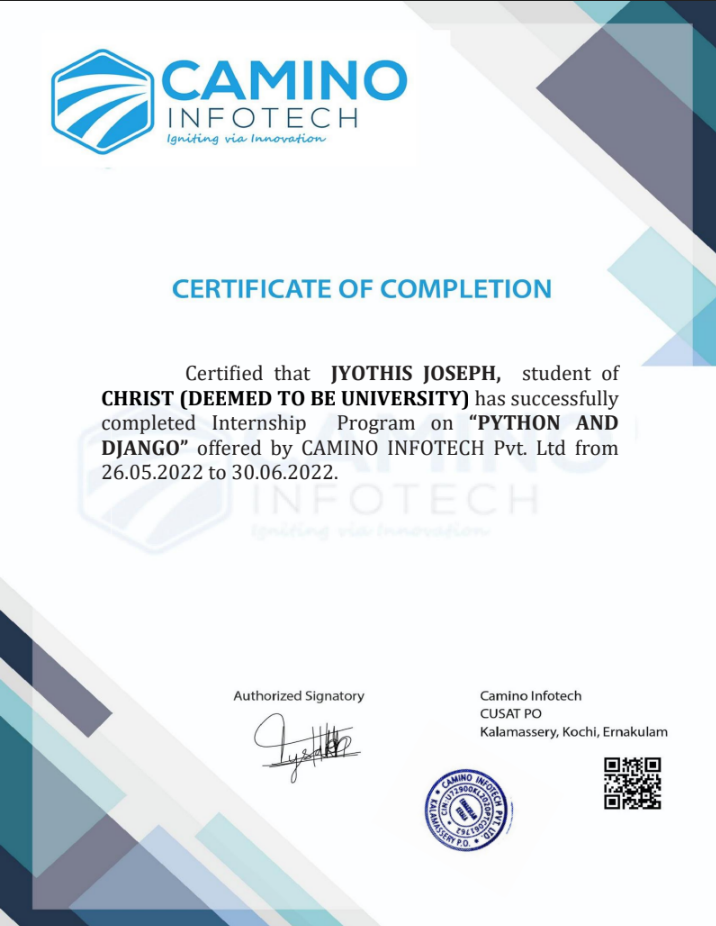 CAMINO
INFOTECH
Igniting via Innovation
CERTIFICATE OF COMPLETION
Certified that JYOTHIS JOSEPH, student of
CHRIST (DEEMED TO BE UNIVERSITY) has successfully
completed Internship Program on “PYTHON AND
DJANGO” offered by CAMINO INFOTECH Pvt. Ltd from
26.05.2022 to 30.06.2022.
CAMINO
INFOTECH
Igniting via Innovation
Authorized Signatory
Camino Infotech
CUSAT PO
Kalamassery, Kochi, Ernakulam
CAMINO INFOTECH PVT. LTD.
KALAMASSERY P.O.